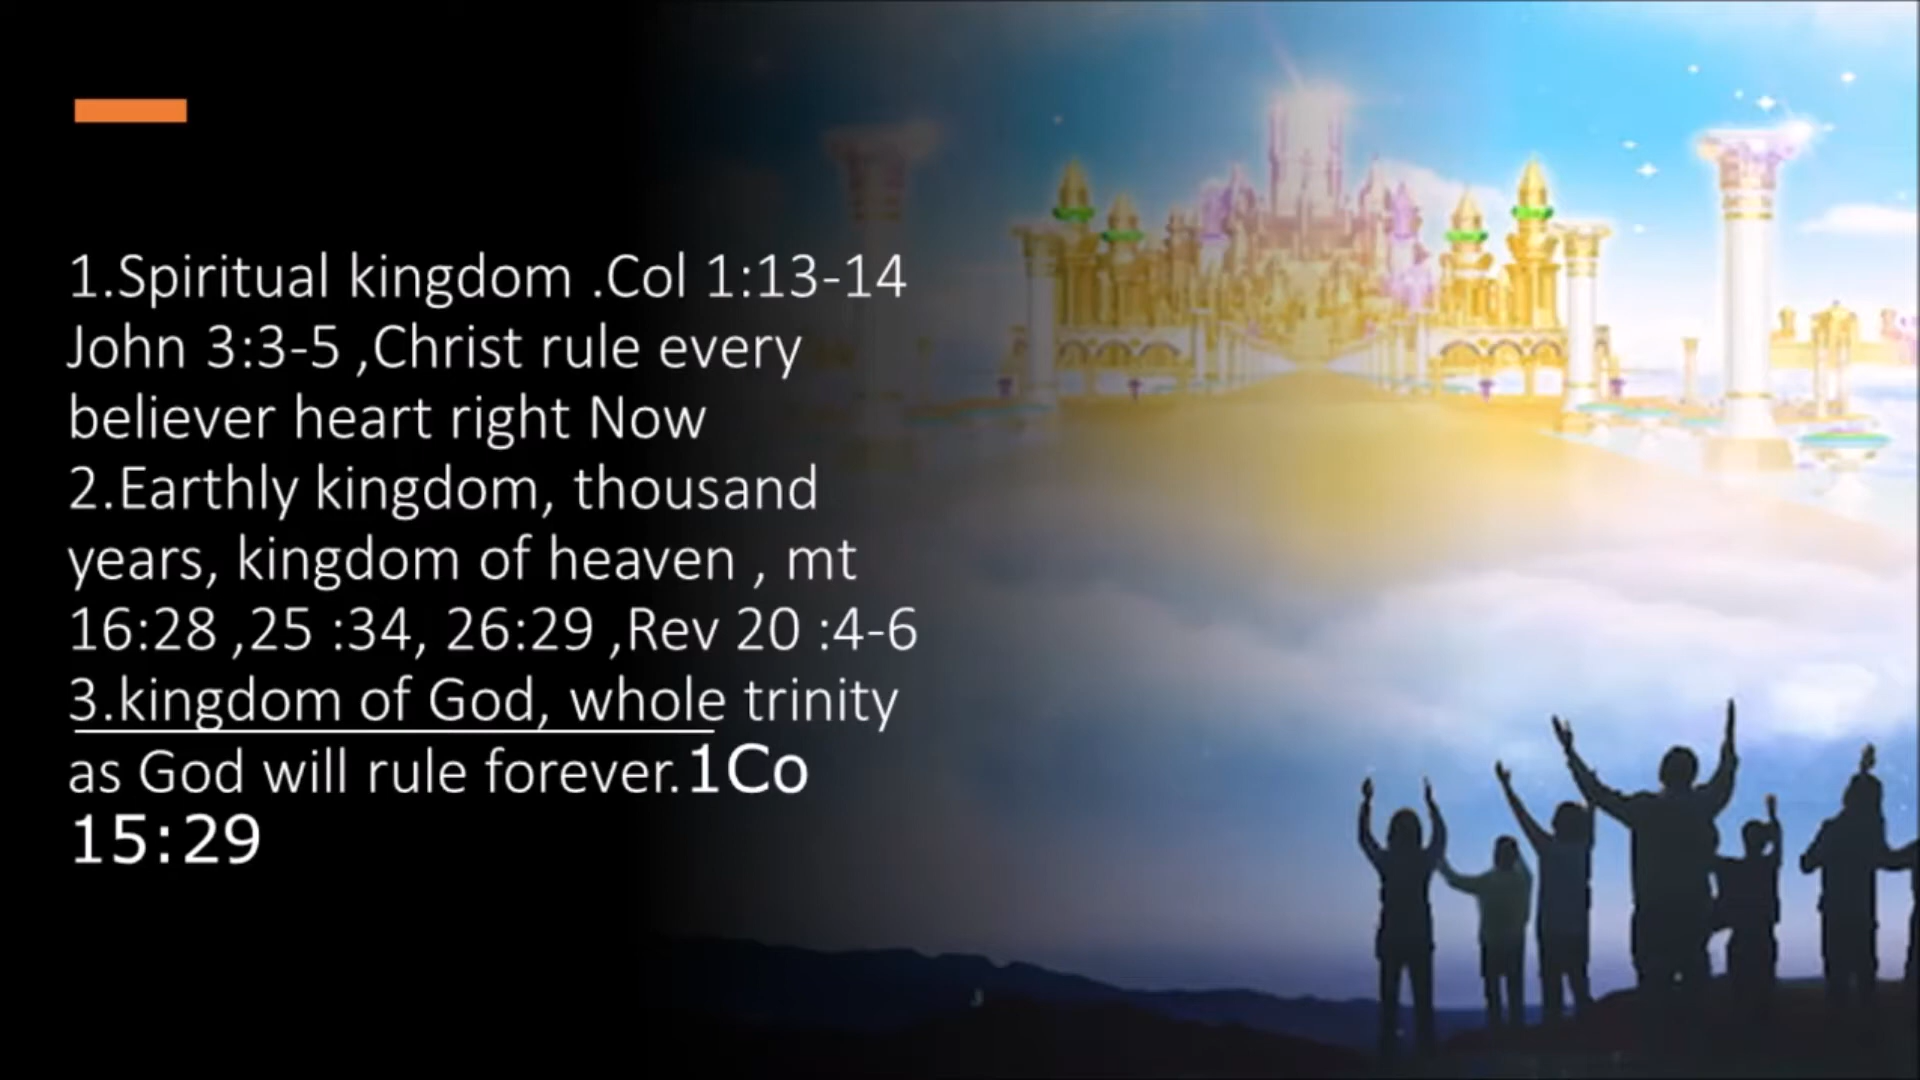 1.Spiritual kingdom .Col 1:13-14
John 3:3-5 ,Christ rule every
believer heart right Now
2.Earthly kingdom, thousand
years, kingdom of heaven , mt
16:28 ,25 :34, 26:29 ,Rev 20 :4-6
3.kingdom of God, whole trinity
as God will rule forever.1Co
15:29